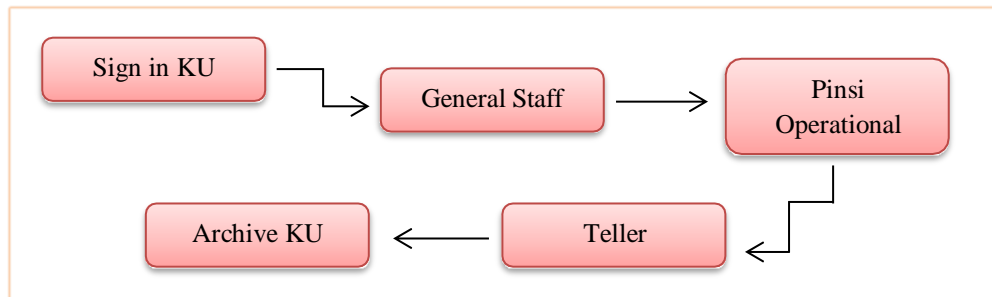 Sign in KU
General Staff
Pinsi
Operational
Archive KU
Teller